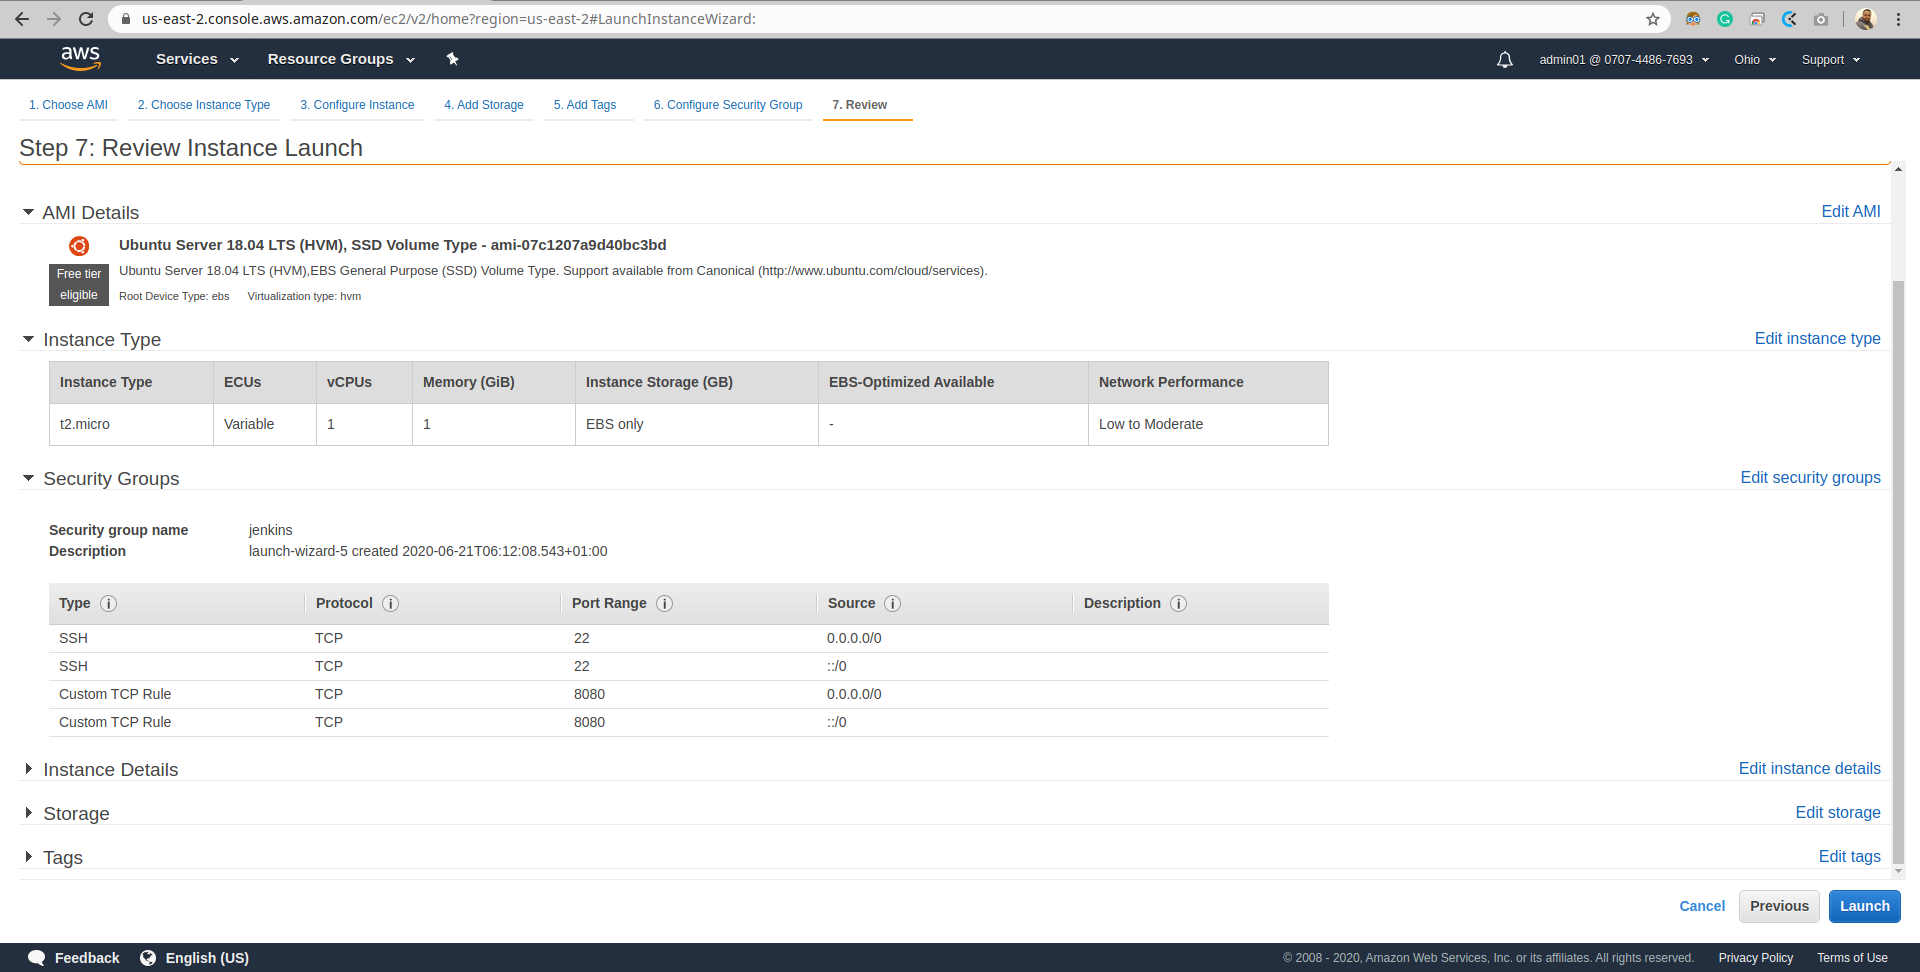 us-east-2.console.aws.amazon.com/ec2/v2/home?region=us-east-2#LaunchInstanceWizard:
aws Services Resource Groups admin01 @ 0707-4486-7693 Ohio Support
1. Choose AMI 2. Choose Instance Type 3. Configure Instance 4. Add Storage 5. Add Tags 6. Configure Security Group 7. Review
Step 7: Review Instance Launch
AMI Details Edit AMI
Ubuntu Server 18.04 LTS (HVM), SSD Volume Type - ami-07c1207a9d40bc3bd
Free tier eligible
Ubuntu Server 18.04 LTS (HVM),EBS General Purpose (SSD) Volume Type. Support available from Canonical (http://www.ubuntu.com/cloud/services).
Root Device Type: ebs Virtualization type: hvm
Instance Type Edit instance type
Instance Type ECUs vCPUs Memory (GiB) Instance Storage (GB) EBS-Optimized Available Network Performance
t2.micro Variable 1 1 EBS only - Low to Moderate
Security Groups Edit security groups
Security group name jenkins
Description launch-wizard-5 created 2020-06-21T06:12:08.543+01:00
Type i Protocol i Port Range i Source i Description i
SSH TCP 22 0.0.0.0/0
SSH TCP 22 ::/0
Custom TCP Rule TCP 8080 0.0.0.0/0
Custom TCP Rule TCP 8080 ::/0
Instance Details Edit instance details
Storage Edit storage
Tags Edit tags
Cancel Previous Launch
Feedback English (US) © 2008 - 2020, Amazon Web Services, Inc. or its affiliates. All rights reserved. Privacy Policy Terms of Use